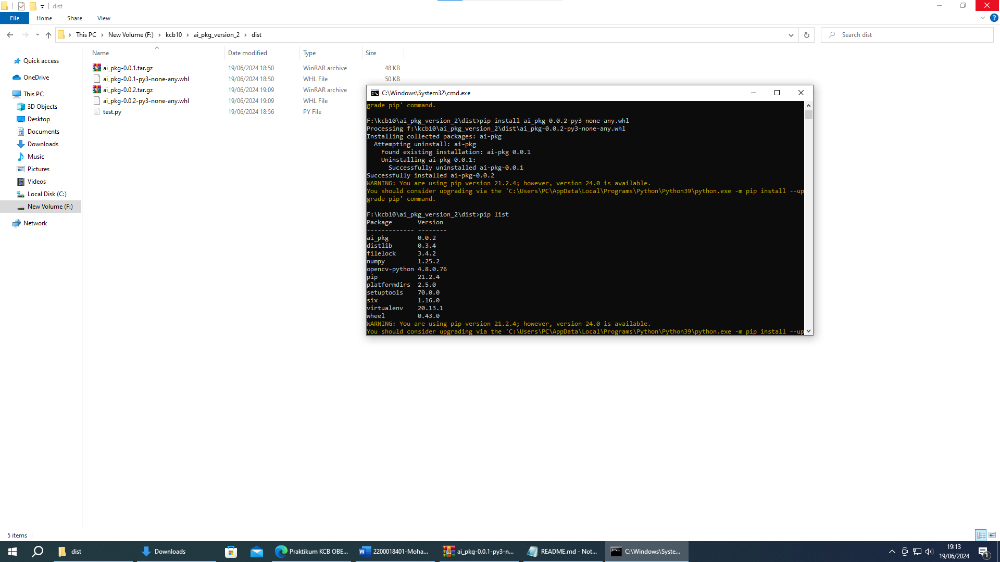 dist
File Home Share View
This PC New Volume (F:) kcb10 ai_pkg_version_2 dist
Search dist
Name Date modified Type Size
Quick access
OneDrive
This PC
3D Objects
Desktop
Documents
Downloads
Music
Pictures
Videos
Local Disk (C:)
New Volume (F:)
Network
ai_pkg-0.0.1.tar.gz 19/06/2024 18:50 WinRAR archive 48 KB
ai_pkg-0.0.1-py3-none-any.whl 19/06/2024 18:50 WHL File 50 KB
ai_pkg-0.0.2.tar.gz 19/06/2024 19:09 WinRAR archive
ai_pkg-0.0.2-py3-none-any.whl 19/06/2024 19:09 WHL File
test.py 19/06/2024 18:56 PY File
C:\Windows\System32\cmd.exe
grade pip' command.
F:\kcb10\ai_pkg_version_2\dist>pip install ai_pkg-0.0.2-py3-none-any.whl
Processing f:\kcb10\ai_pkg_version_2\dist\ai_pkg-0.0.2-py3-none-any.whl
Installing collected packages: ai-pkg
Attempting uninstall: ai-pkg
Found existing installation: ai-pkg 0.0.1
Uninstalling ai-pkg-0.0.1:
Successfully uninstalled ai-pkg-0.0.1
Successfully installed ai-pkg-0.0.2
WARNING: You are using pip version 21.2.4; however, version 24.0 is available.
You should consider upgrading via the 'C:\Users\PC\AppData\Local\Programs\Python\Python39\python.exe -m pip install --up
grade pip' command.
F:\kcb10\ai_pkg_version_2\dist>pip list
Package Version
------------- --------
ai_pkg 0.0.2
distlib 0.3.4
filelock 3.4.2
numpy 1.25.2
opencv-python 4.8.0.76
pip 21.2.4
platformdirs 2.5.0
setuptools 70.0.0
six 1.16.0
virtualenv 20.13.1
wheel 0.43.0
WARNING: You are using pip version 21.2.4; however, version 24.0 is available.
You should consider upgrading via the 'C:\Users\PC\AppData\Local\Programs\Python\Python39\python.exe -m pip install --up
5 items
dist
Downloads
Praktikum KCB OBE...
2200018401-Moha...
ai_pkg-0.0.1-py3-n...
README.md - Not...
C:\Windows\Syste...
19:13
19/06/2024
1